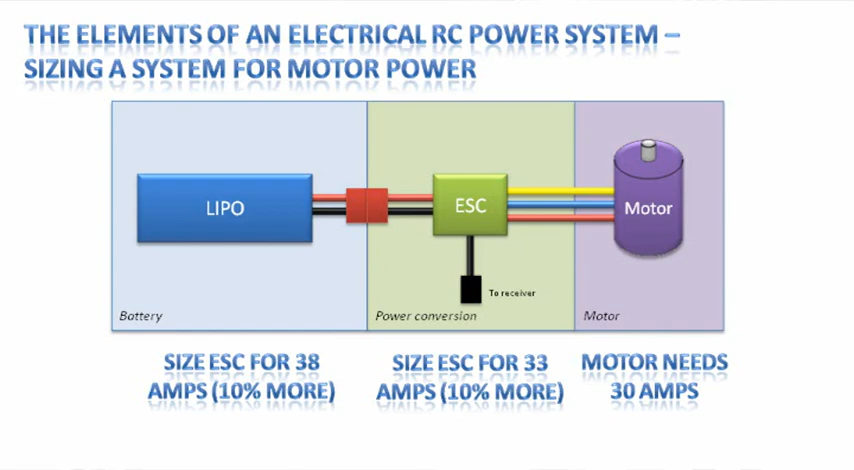 THE ELEMENTS OF AN ELECTRICAL RC POWER SYSTEM –
SIZING A SYSTEM FOR MOTOR POWER
LIPO
ESC
Motor
To receiver
Battery
Power conversion
Motor
SIZE ESC FOR 38
AMPS (10% MORE)
SIZE ESC FOR 33
AMPS (10% MORE)
MOTOR NEEDS
30 AMPS